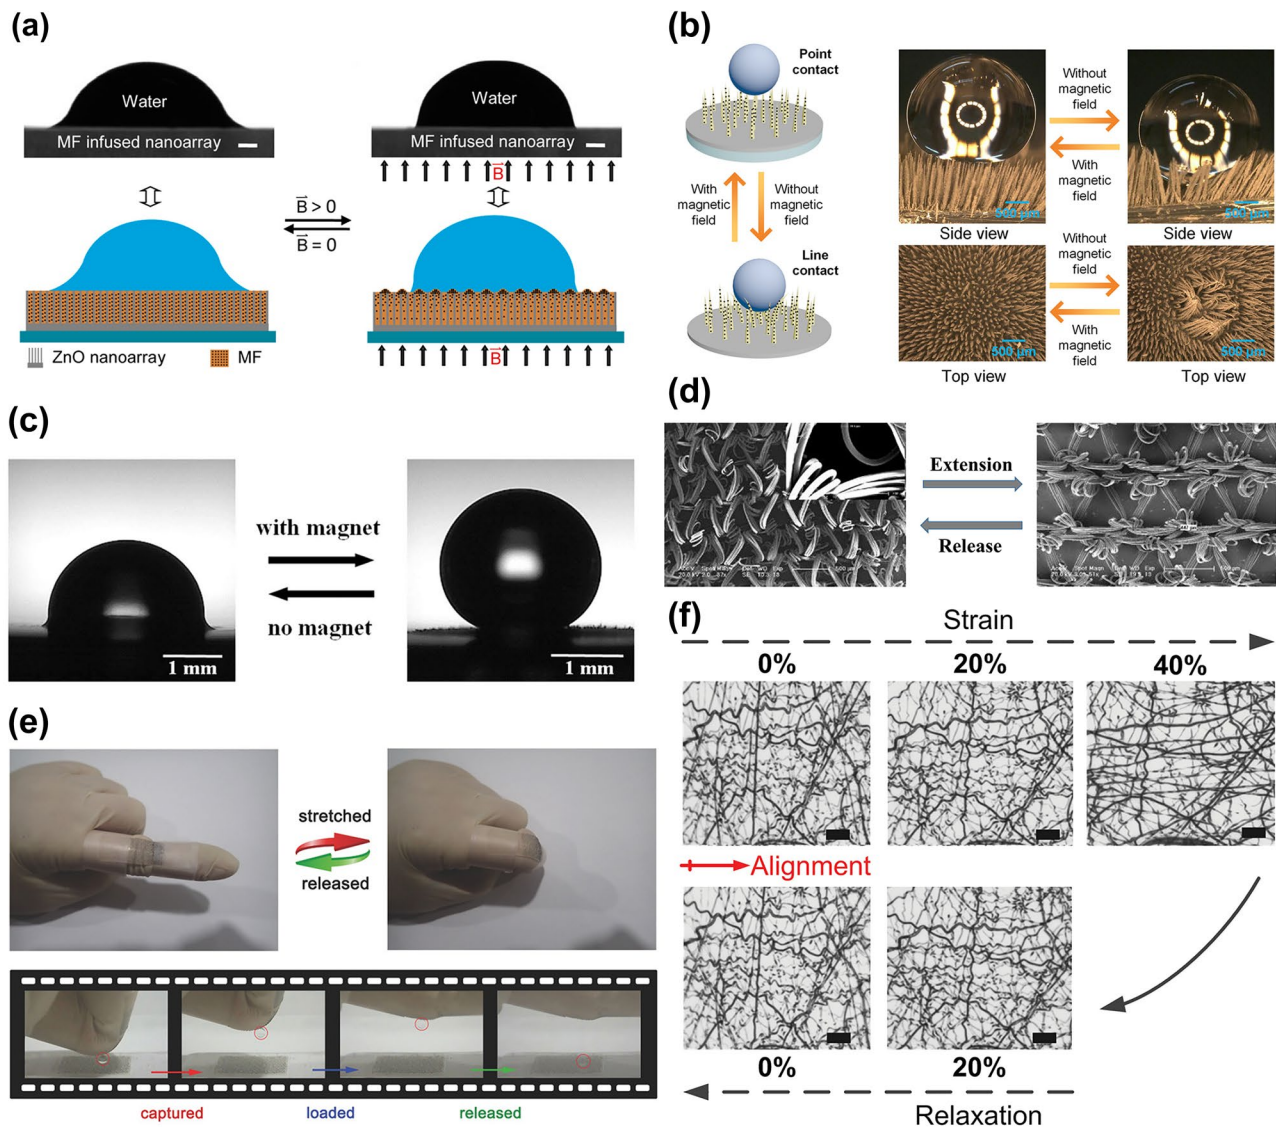 (a)
Water
MF infused nanoarray
Water
MF infused nanoarray
B
B > 0
B = 0
B
ZnO nanoarray
MF
(b)
Point
contact
With
magnetic
field
Without
magnetic
field
Line
contact
Without
magnetic
field
With
magnetic
field
500 μm
Side view
500 μm
Side view
Without
magnetic
field
With
magnetic
field
500 μm
Top view
500 μm
Top view
(c)
1 mm
with magnet
no magnet
1 mm
(d)
Extension
Release
(e)
stretched
released
captured
loaded
released
(f)
Strain
0%
20%
40%
Alignment
0%
20%
Relaxation